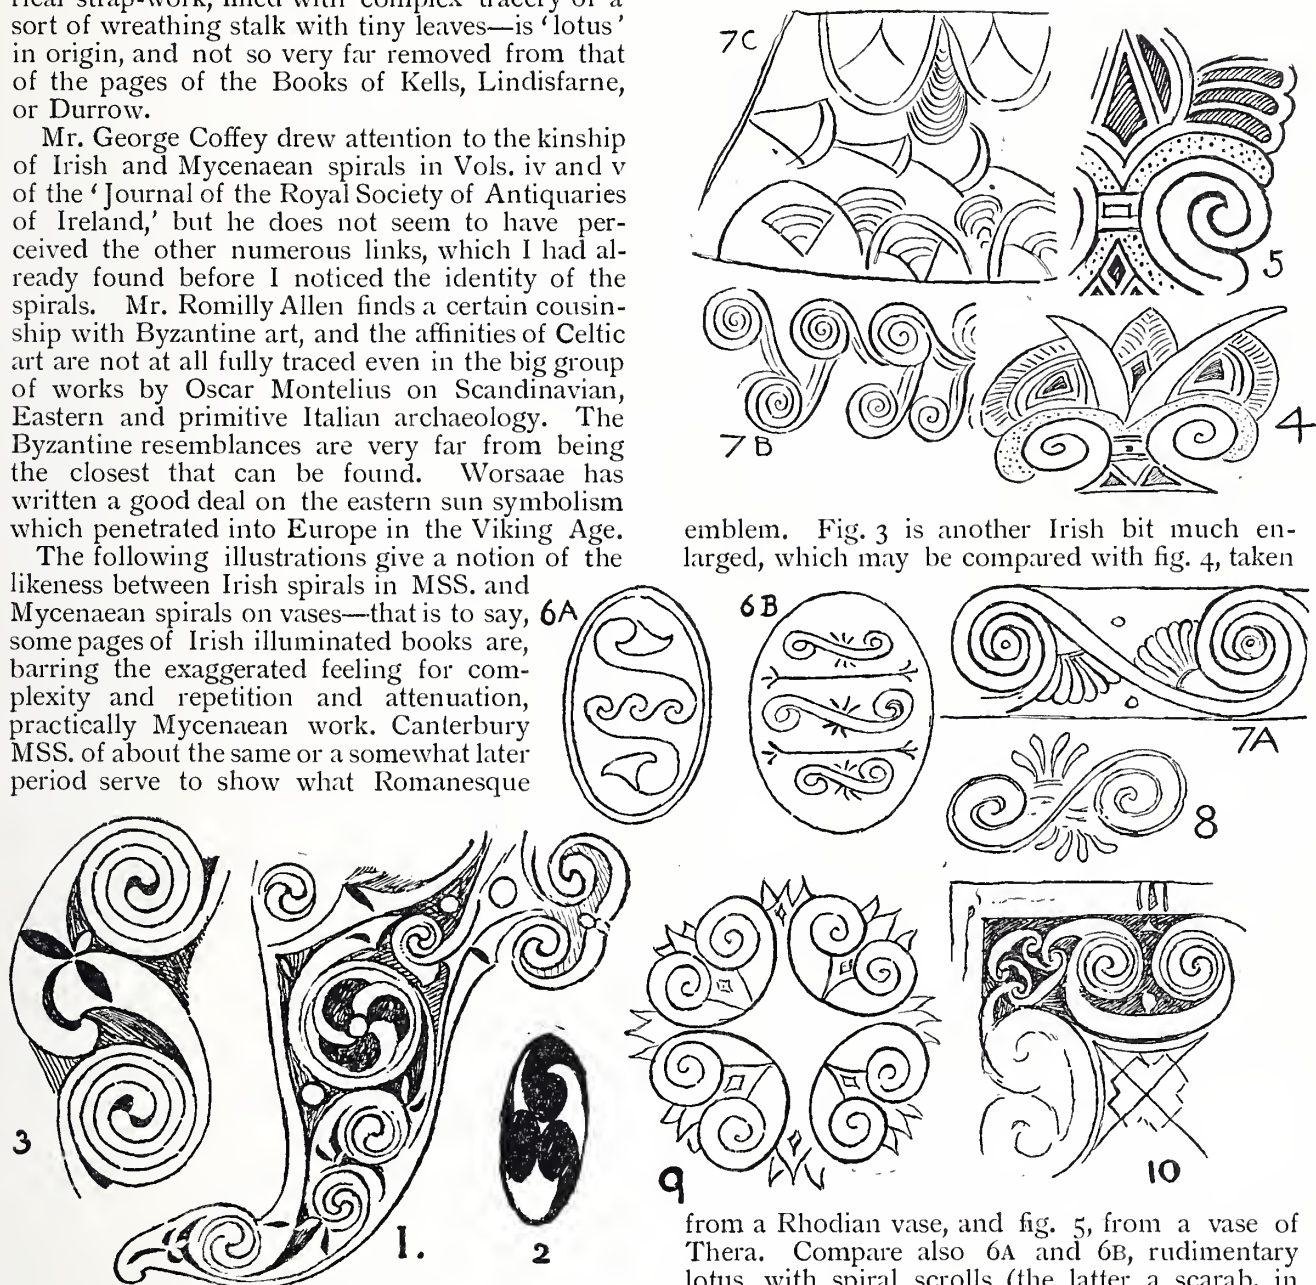 sort of wreathing stalk with tiny leaves—is ‘lotus’
in origin, and not so very far removed from that
of the pages of the Books of Kells, Lindisfarne,
or Durrow.
Mr. George Coffey drew attention to the kinship
of Irish and Mycenaean spirals in Vols. iv and v
of the ‘Journal of the Royal Society of Antiquaries
of Ireland,’ but he does not seem to have per-
ceived the other numerous links, which I had al-
ready found before I noticed the identity of the
spirals. Mr. Romilly Allen finds a certain cousin-
ship with Byzantine art, and the affinities of Celtic
art are not at all fully traced even in the big group
of works by Oscar Montelius on Scandinavian,
Eastern and primitive Italian archaeology. The
Byzantine resemblances are very far from being
the closest that can be found. Worsaae has
written a good deal on the eastern sun symbolism
which penetrated into Europe in the Viking Age.
The following illustrations give a notion of the
likeness between Irish spirals in MSS. and
Mycenaean spirals on vases—that is to say,
some pages of Irish illuminated books are,
barring the exaggerated feeling for com-
plexity and repetition and attenuation,
practically Mycenaean work. Canterbury
MSS. of about the same or a somewhat later
period serve to show what Romanesque
3
1.
2
7C
5
7B
4
emblem. Fig. 3 is another Irish bit much en-
larged, which may be compared with fig. 4, taken
6A
6B
7A
8
9
10
from a Rhodian vase, and fig. 5, from a vase of
Thera. Compare also 6A and 6B, rudimentary
lotus with spiral scrolls (the latter a scarab, in